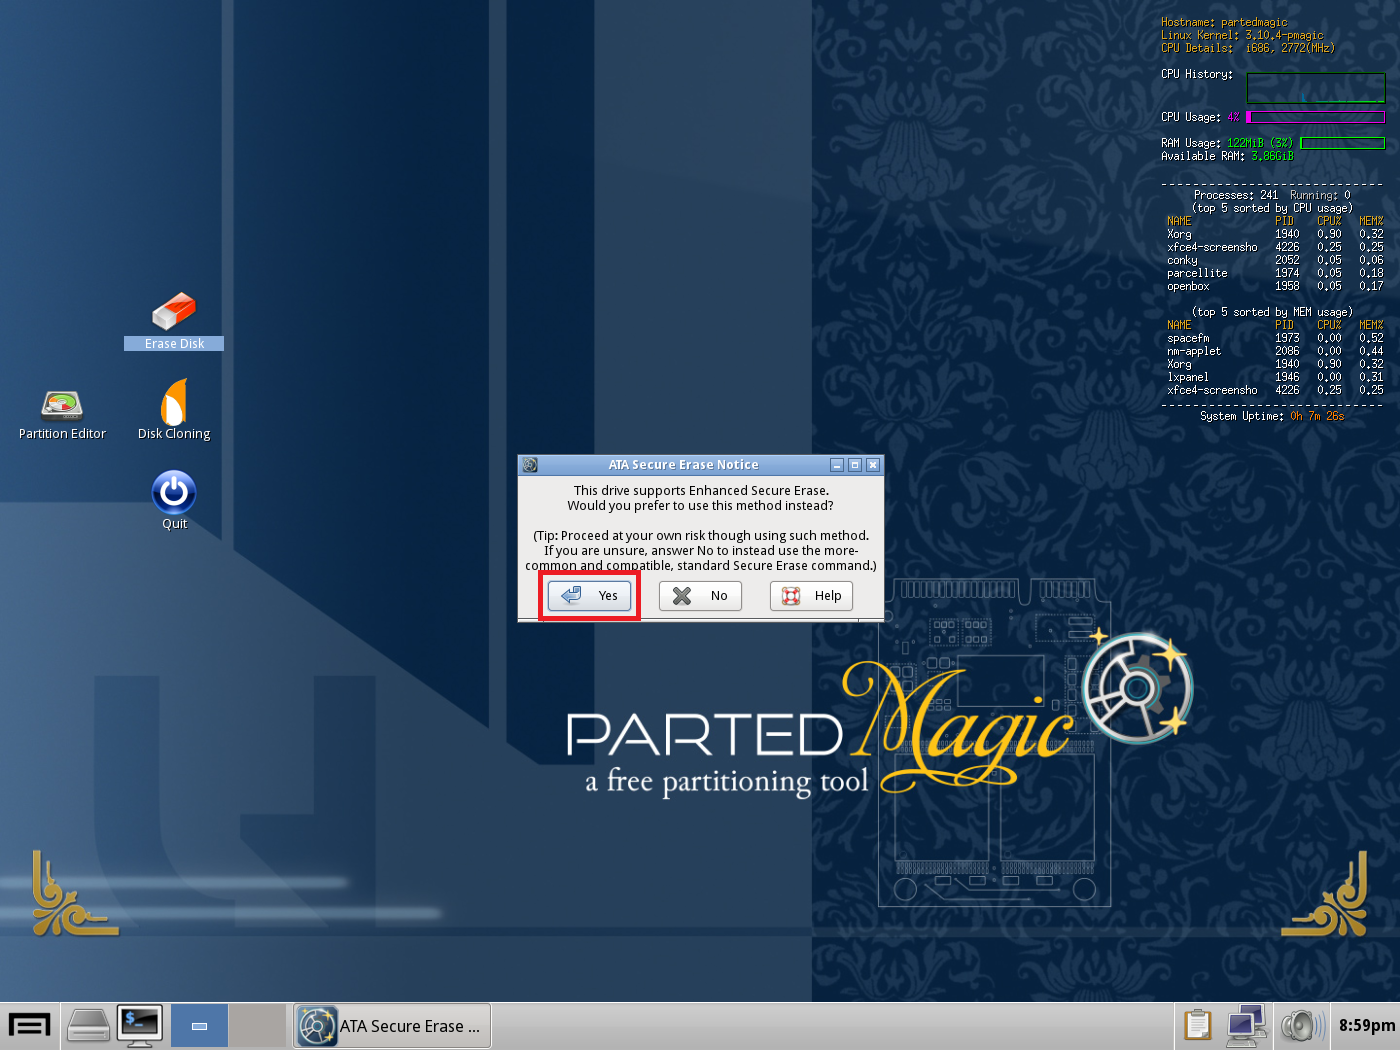 Hostname: partedmagic
Linux Kernel: 3.10.4-pmagic
CPU Details:  i686, 2772(MHz)
CPU History:
CPU Usage: 4%
RAM Usage: 122MiB (3%)
Available RAM: 3.86GiB
Processes: 241  Running: 0
(top 5 sorted by CPU usage)
NAME PID CPU% MEM%
Xorg 1940 0.90 0.32
xfce4-screensho 4226 0.25 0.25
conky 2052 0.05 0.06
parcellite 1974 0.05 0.18
openbox 1958 0.05 0.17
(top 5 sorted by MEM usage)
NAME PID CPU% MEM%
spacefm 1973 0.00 0.52
nm-applet 2086 0.00 0.44
Xorg 1940 0.90 0.32
lxpanel 1946 0.00 0.31
xfce4-screensho 4226 0.25 0.25
System Uptime: 0h 7m 26s
Erase Disk
Partition Editor
Disk Cloning
Quit
ATA Secure Erase Notice
This drive supports Enhanced Secure Erase.
Would you prefer to use this method instead?
(Tip: Proceed at your own risk though using such method.
If you are unsure, answer No to instead use the more-
common and compatible, standard Secure Erase command.)
Yes
No
Help
PARTED Magic
a free partitioning tool
$_
ATA Secure Erase ...
8:59pm